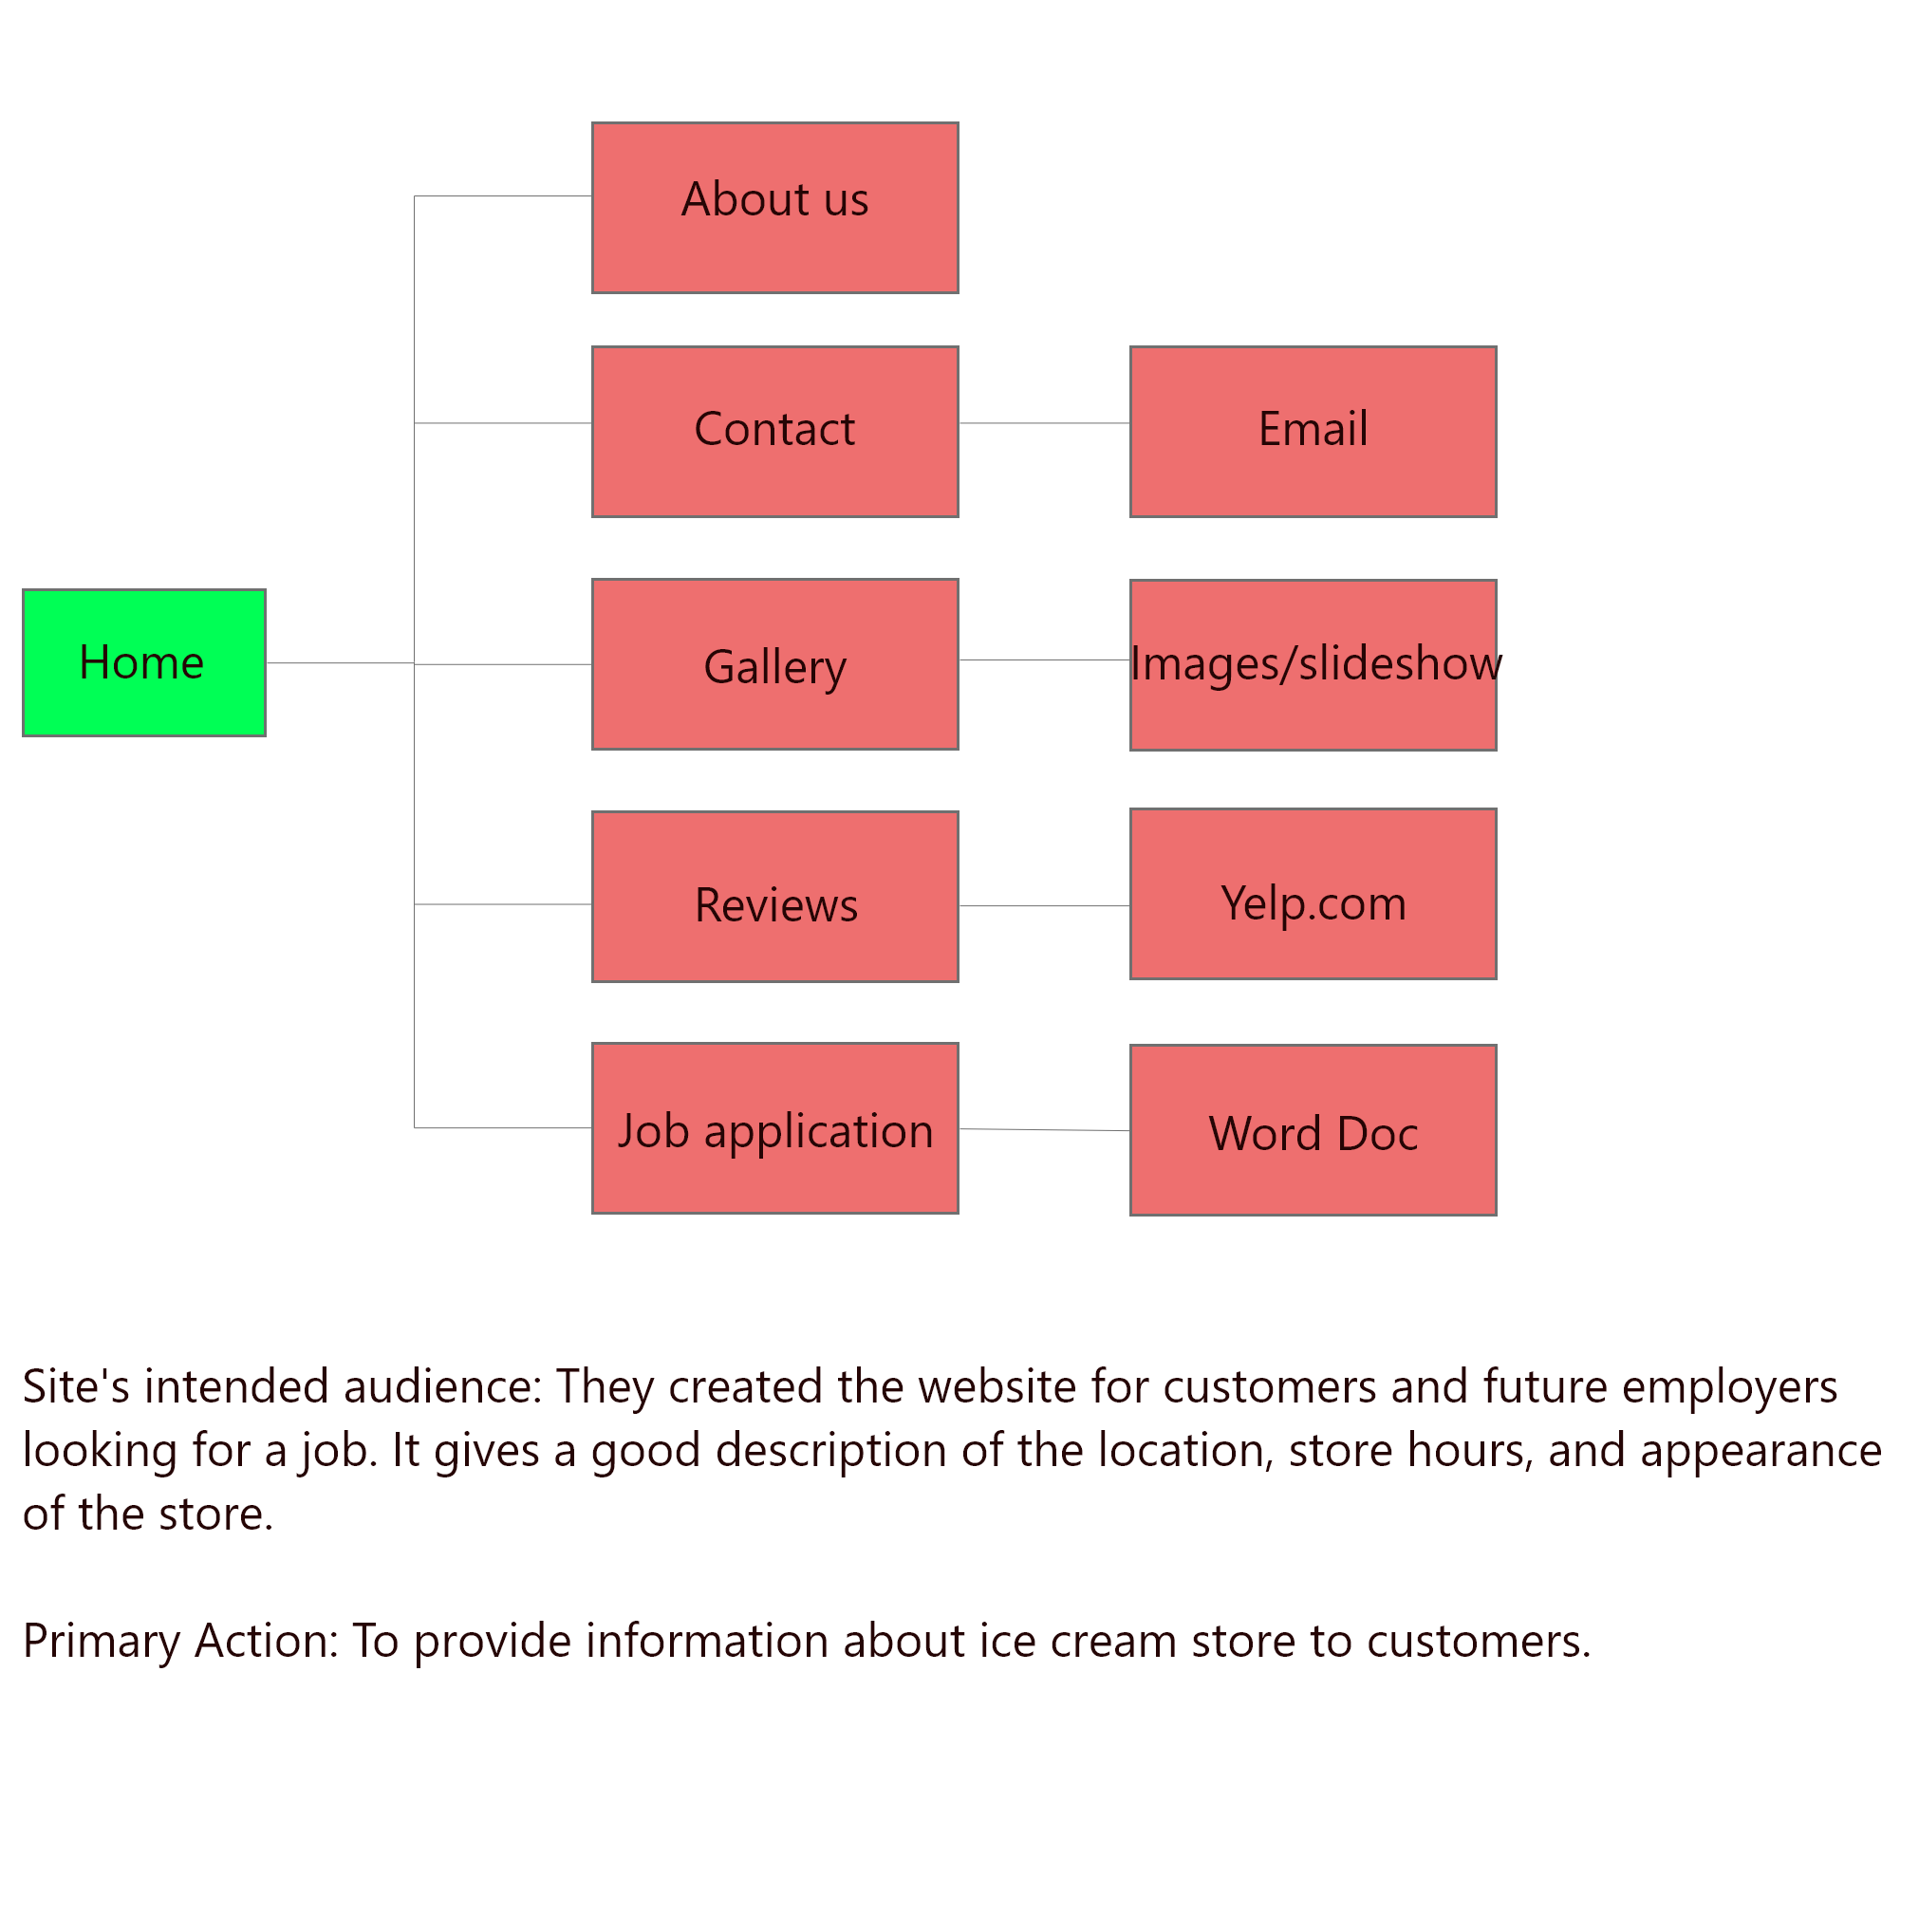 About us
Contact
Email
Home
Gallery
Images/slideshow
Reviews
Yelp.com
Job application
Word Doc
Site's intended audience: They created the website for customers and future employers
looking for a job. It gives a good description of the location, store hours, and appearance
of the store.
Primary Action: To provide information about ice cream store to customers.